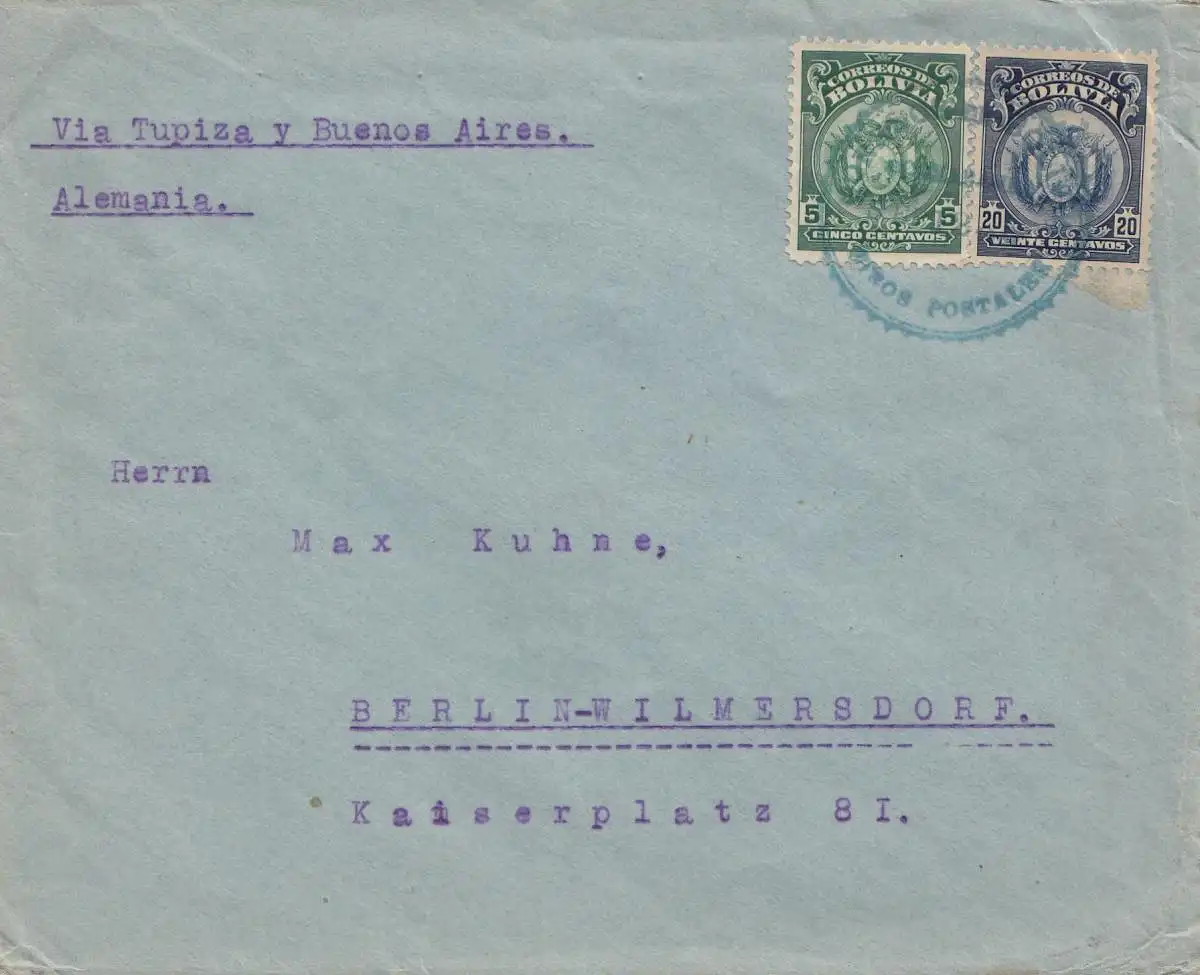 CORREOS DE
BOLIVIA
5 5
CINCO CENTAVOS
CORREOS DE
BOLIVIA
20 20
VEINTE CENTAVOS
POSTALES
Via Tupiza y Buenos Aires.
Alemania.
Herrn
Max Kuhne,
BERLIN-WILMERSDORF.
Kaiserplatz 8I.